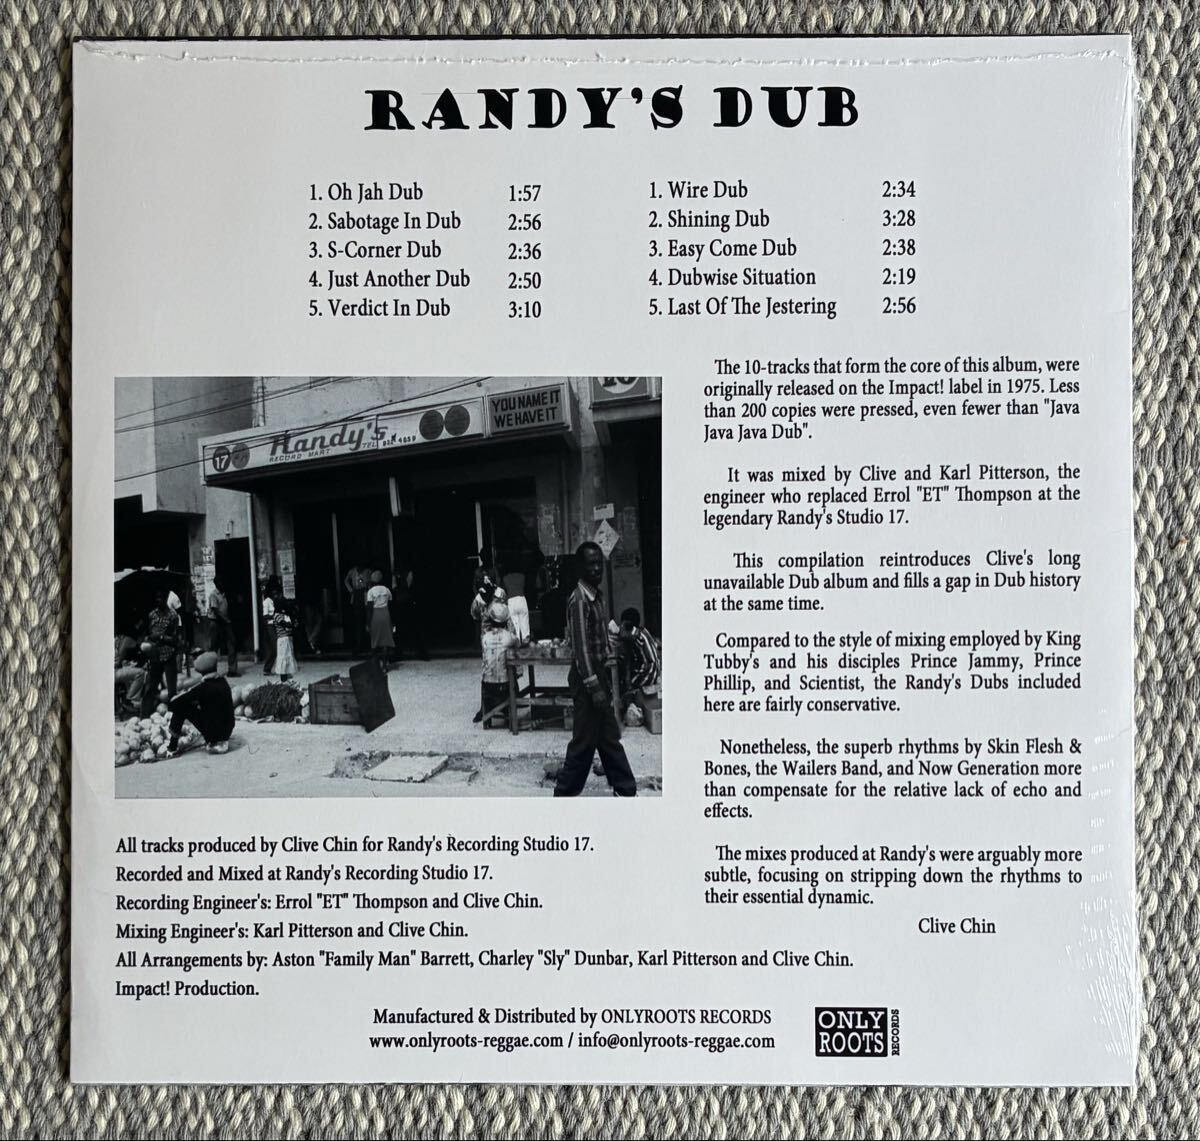 RANDY'S DUB
1. Oh Jah Dub 1:57
2. Sabotage In Dub 2:56
3. S-Corner Dub 2:36
4. Just Another Dub 2:50
5. Verdict In Dub 3:10
1. Wire Dub 2:34
2. Shining Dub 3:28
3. Easy Come Dub 2:38
4. Dubwise Situation 2:19
5. Last Of The Jestering 2:56
17
Randy's
RECORD MART
YOU NAME IT
WE HAVE IT
The 10-tracks that form the core of this album, were
originally released on the Impact! label in 1975. Less
than 200 copies were pressed, even fewer than "Java
Java Java Dub".
It was mixed by Clive and Karl Pitterson, the
engineer who replaced Errol "ET" Thompson at the
legendary Randy's Studio 17.
This compilation reintroduces Clive's long
unavailable Dub album and fills a gap in Dub history
at the same time.
Compared to the style of mixing employed by King
Tubby's and his disciples Prince Jammy, Prince
Phillip, and Scientist, the Randy's Dubs included
here are fairly conservative.
Nonetheless, the superb rhythms by Skin Flesh &
Bones, the Wailers Band, and Now Generation more
than compensate for the relative lack of echo and
effects.
The mixes produced at Randy's were arguably more
subtle, focusing on stripping down the rhythms to
their essential dynamic.
Clive Chin
All tracks produced by Clive Chin for Randy's Recording Studio 17.
Recorded and Mixed at Randy's Recording Studio 17.
Recording Engineer's: Errol "ET" Thompson and Clive Chin.
Mixing Engineer's: Karl Pitterson and Clive Chin.
All Arrangements by: Aston "Family Man" Barrett, Charley "Sly" Dunbar, Karl Pitterson and Clive Chin.
Impact! Production.
Manufactured & Distributed by ONLYROOTS RECORDS
www.onlyroots-reggae.com / info@onlyroots-reggae.com
ONLY
ROOTS
RECORDS